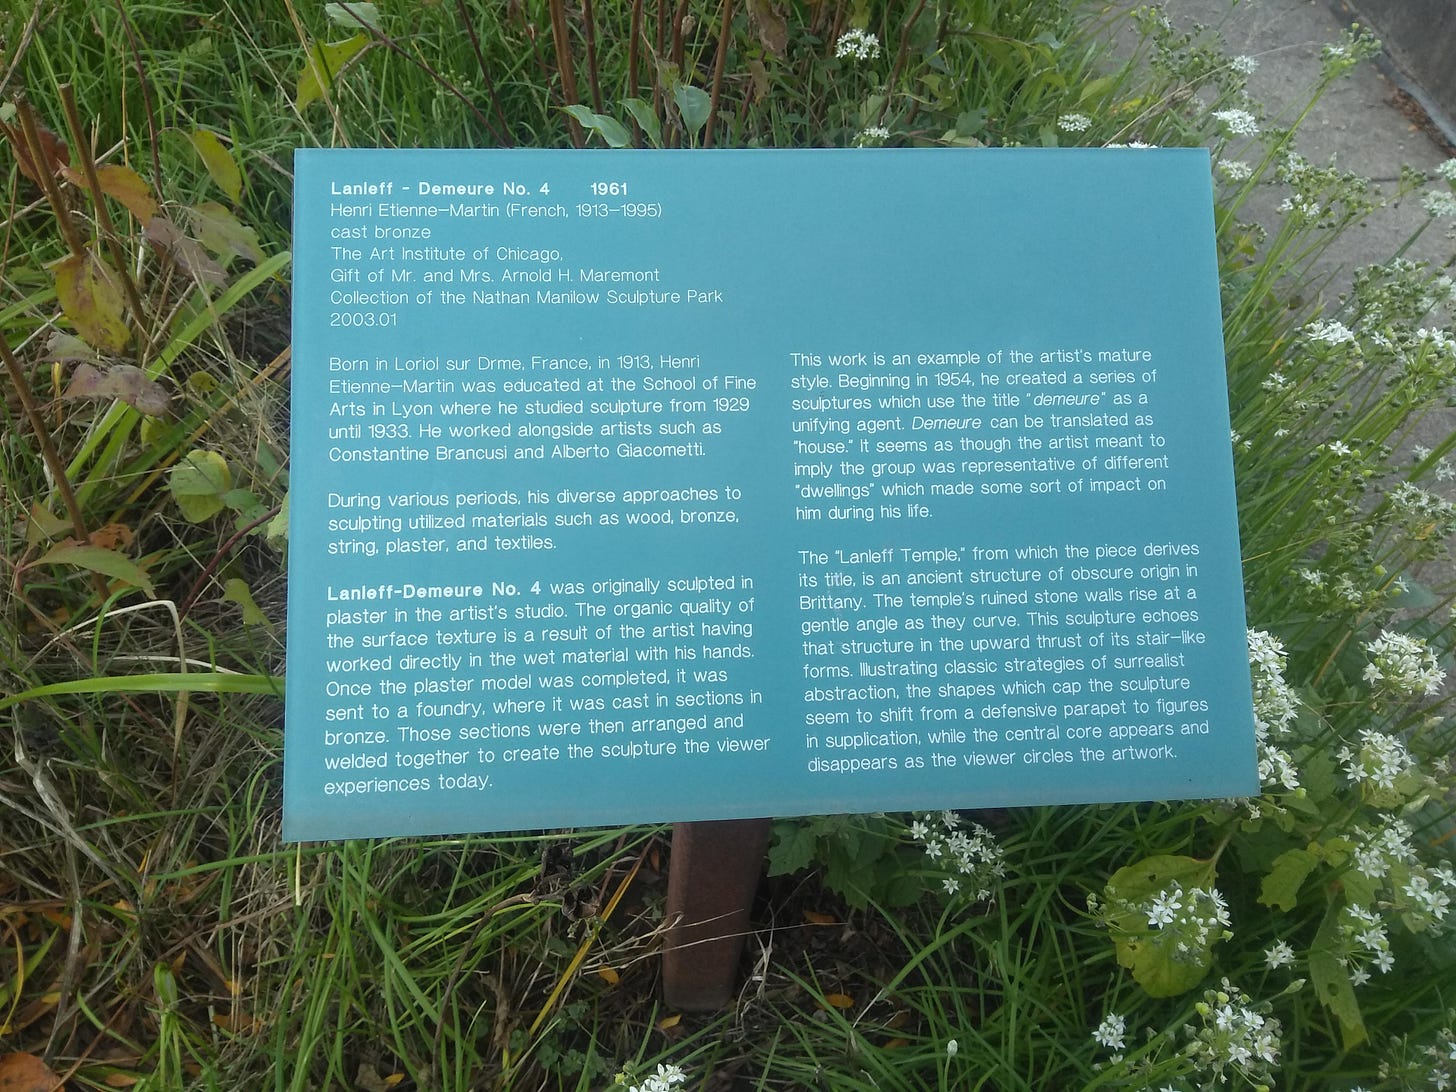 Lanleff - Demeure No. 4 1961
Henri Etienne-Martin (French, 1913-1995)
cast bronze
The Art Institute of Chicago,
Gift of Mr. and Mrs. Arnold H. Maremont
Collection of the Nathan Manilow Sculpture Park
2003.01
Born in Loriol sur Drme, France, in 1913, Henri
Etienne-Martin was educated at the School of Fine
Arts in Lyon where he studied sculpture from 1929
until 1933. He worked alongside artists such as
Constantine Brancusi and Alberto Giacometti.
During various periods, his diverse approaches to
sculpting utilized materials such as wood, bronze,
string, plaster, and textiles.
Lanleff-Demeure No. 4 was originally sculpted in
plaster in the artist's studio. The organic quality of
the surface texture is a result of the artist having
worked directly in the wet material with his hands.
Once the plaster model was completed, it was
sent to a foundry, where it was cast in sections in
bronze. Those sections were then arranged and
welded together to create the sculpture the viewer
experiences today.
This work is an example of the artist's mature
style. Beginning in 1954, he created a series of
sculptures which use the title "demeure" as a
unifying agent. Demeure can be translated as
"house." It seems as though the artist meant to
imply the group was representative of different
"dwellings" which made some sort of impact on
him during his life.
The "Lanleff Temple," from which the piece derives
its title, is an ancient structure of obscure origin in
Brittany. The temple's ruined stone walls rise at a
gentle angle as they curve. This sculpture echoes
that structure in the upward thrust of its stair-like
forms. Illustrating classic strategies of surrealist
abstraction, the shapes which cap the sculpture
seem to shift from a defensive parapet to figures
in supplication, while the central core appears and
disappears as the viewer circles the artwork.